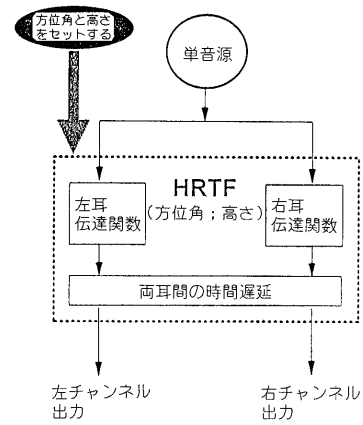 方位角と高さ
をセットする
単音源
HRTF
(方位角；高さ)
左耳
伝達関数
右耳
伝達関数
両耳間の時間遅延
左チャンネル
出力
右チャンネル
出力